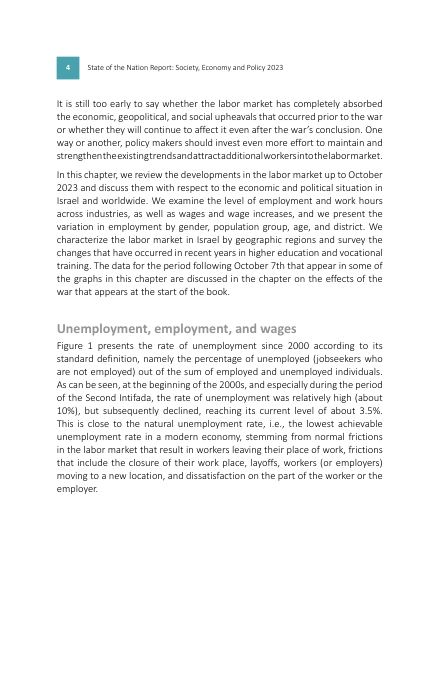 4
State of the Nation Report: Society, Economy and Policy 2023
It is still too early to say whether the labor market has completely absorbed
the economic, geopolitical, and social upheavals that occurred prior to the war
or whether they will continue to affect it even after the war's conclusion. One
way or another, policy makers should invest even more effort to maintain and
strengthen the existing trends and attract additional workers into the labor market.
In this chapter, we review the developments in the labor market up to October
2023 and discuss them with respect to the economic and political situation in
Israel and worldwide. We examine the level of employment and work hours
across industries, as well as wages and wage increases, and we present the
variation in employment by gender, population group, age, and district. We
characterize the labor market in Israel by geographic regions and survey the
changes that have occurred in recent years in higher education and vocational
training. The data for the period following October 7th that appear in some of
the graphs in this chapter are discussed in the chapter on the effects of the
war that appears at the start of the book.
Unemployment, employment, and wages
Figure 1 presents the rate of unemployment since 2000 according to its
standard definition, namely the percentage of unemployed (jobseekers who
are not employed) out of the sum of employed and unemployed individuals.
As can be seen, at the beginning of the 2000s, and especially during the period
of the Second Intifada, the rate of unemployment was relatively high (about
10%), but subsequently declined, reaching its current level of about 3.5%.
This is close to the natural unemployment rate, i.e., the lowest achievable
unemployment rate in a modern economy, stemming from normal frictions
in the labor market that result in workers leaving their place of work, frictions
that include the closure of their work place, layoffs, workers (or employers)
moving to a new location, and dissatisfaction on the part of the worker or the
employer.